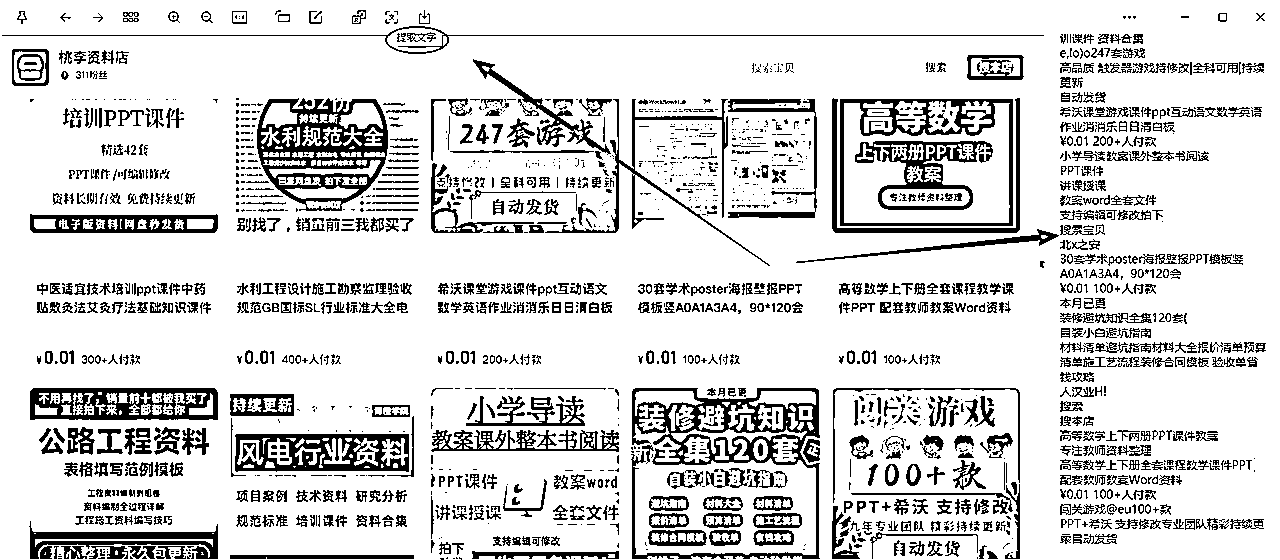 提取文字
桃李资料店
311粉丝
搜索宝贝
搜索
搜本店
培训PPT课件
精选42套
PPT课件/可编辑修改
资料长期有效 免费持续更新
电子版资料|网盘秒发货
232份
持续更新
水利规范大全
别找了,销量前三我都买了
247套游戏
支持修改 | 全科可用 | 持续更新
自动发货
高等数学
上下两册PPT课件
教案
专注教师资料整理
中医适宜技术培训ppt课件中药
贴敷灸法艾灸疗法基础知识课件
水利工程设计施工勘察监理验收
规范GB国标SL行业标准大全电
希沃课堂游戏课件ppt互动语文
数学英语作业消消乐日日清白板
30套学术poster海报壁报PPT
模板竖A0A1A3A4，90*120会
高等数学上下册全套课程教学课
件PPT 配套教师教案Word资料
¥0.01 300+人付款
¥0.01 400+人付款
¥0.01 200+人付款
¥0.01 100+人付款
¥0.01 100+人付款
不用再找了,销量前十都被我买了
直接拍下来,全部都给你
公路工程资料
表格填写范例模板
资料编制全过程详解
工程施工资料编写技巧
精心整理·永久包更新
持续更新
风电行业资料
项目案例 技术资料 研究分析
规范标准 培训课件 资料合集
小学导读
教案课外整本书阅读
PPT课件
教案word
讲课授课
全套文件
支持编辑可修改
拍下
本月已更
装修避坑知识
全集120套
自装小白避坑指南
闯关游戏
100+款
PPT+希沃 支持修改
九年专业团队 精彩持续更新
自动发货
训课件 资料合集
e,(o)o247套游戏
高品质 触发器游戏持修改|全科可用|持续
更新
自动发货
希沃课堂游戏课件ppt互动语文数学英语
作业消消乐日日清白板
¥0.01 200+人付款
小学导读教案课外整本书阅读
PPT课件
讲课授课
教案word全套文件
支持编辑可修改拍下
搜索宝贝
北x之安
30套学术poster海报壁报PPT模板竖
A0A1A3A4，90*120会
¥0.01 100+人付款
本月已更
装修避坑知识全集120套(
自装小白避坑指南
材料清单避坑指南材料大全报价清单预算
清单施工艺流程装修合同模板 验收单省
钱攻略
人汉业H!
搜索
搜本店
高等数学上下两册PPT课件教案
专注教师资料整理
高等数学上下册全套课程教学课件PPT
配套教师教案Word资料
¥0.01 100+人付款
闯关游戏@eu100+款
PPT+希沃 支持修改专业团队精彩持续更
新自动发货